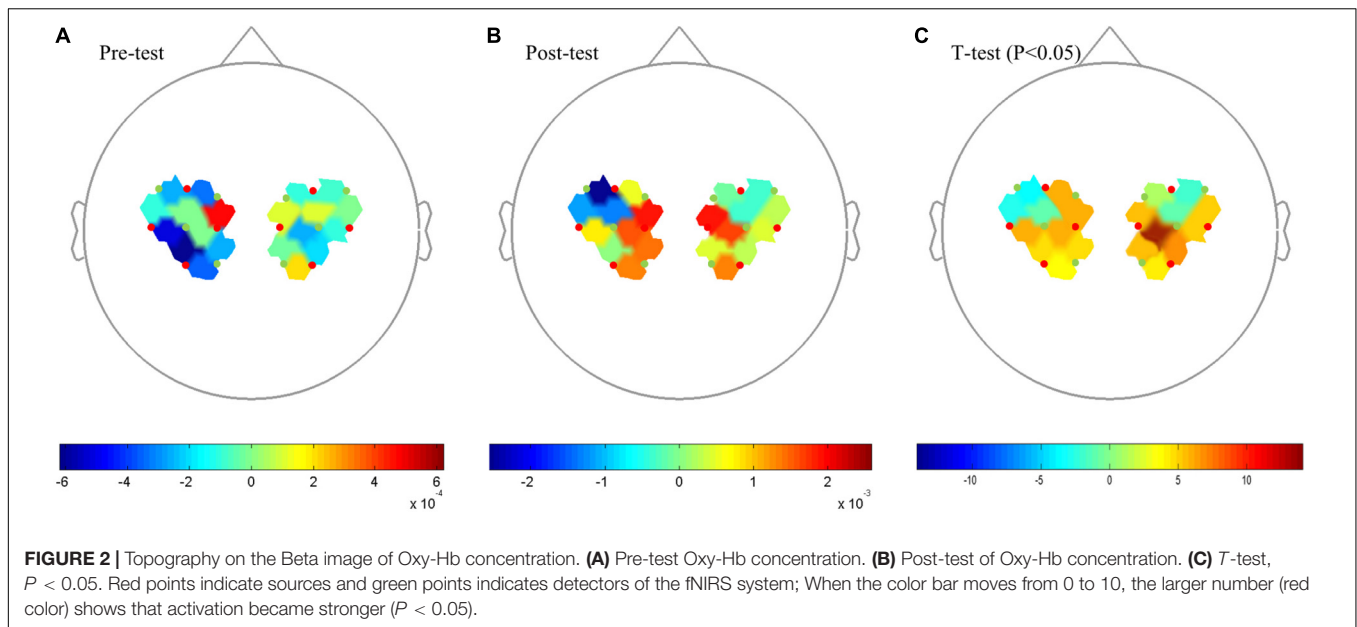 A
Pre-test
B
Post-test
C
T-test (P<0.05)
-6 -4 -2 0 2 4 6
x 10^-4
-2 -1 0 1 2
x 10^-3
-10 -5 0 5 10
FIGURE 2 | Topography on the Beta image of Oxy-Hb concentration. (A) Pre-test Oxy-Hb concentration. (B) Post-test of Oxy-Hb concentration. (C) T-test,
P < 0.05. Red points indicate sources and green points indicates detectors of the fNIRS system; When the color bar moves from 0 to 10, the larger number (red
color) shows that activation became stronger (P < 0.05).